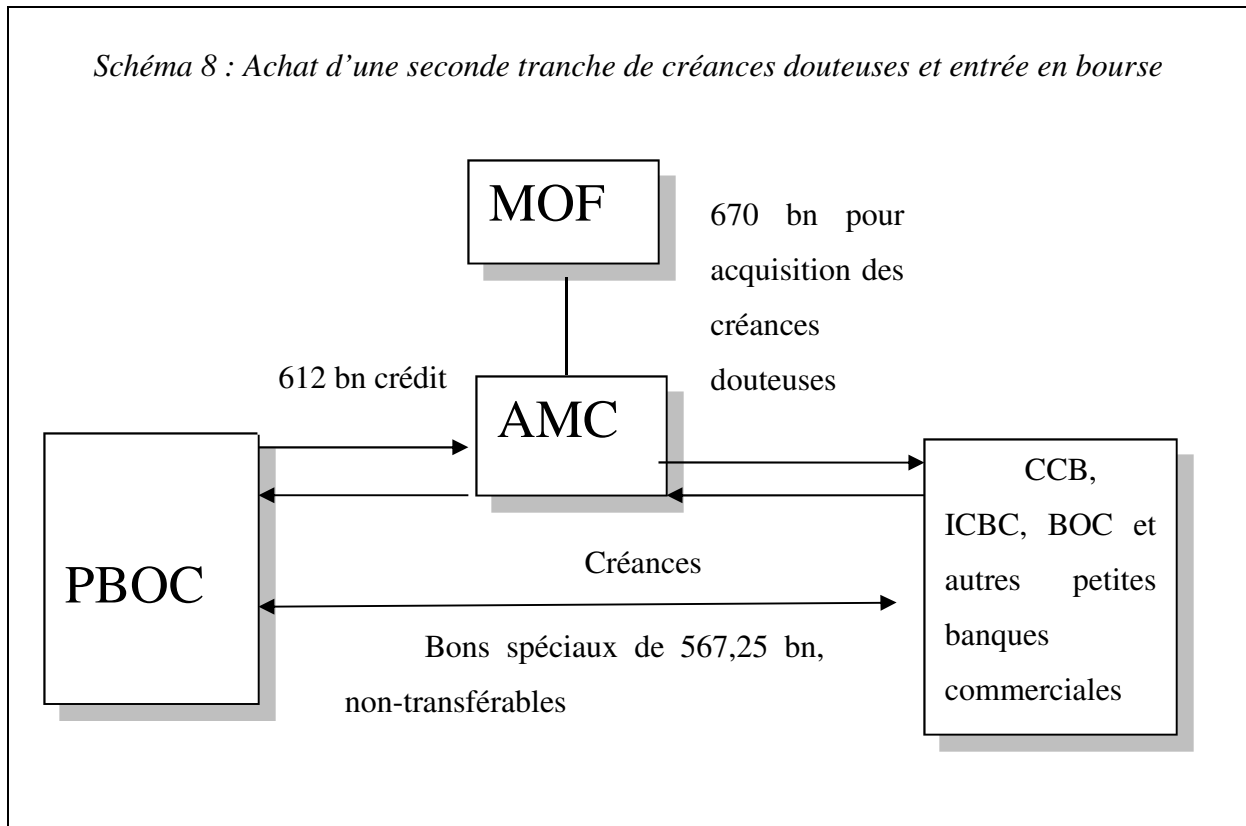 Schéma 8 : Achat d’une seconde tranche de créances douteuses et entrée en bourse
MOF
670 bn pour
acquisition des
créances
douteuses
612 bn crédit
AMC
PBOC
CCB,
ICBC, BOC et
autres petites
banques
commerciales
Créances
Bons spéciaux de 567,25 bn,
non-transférables